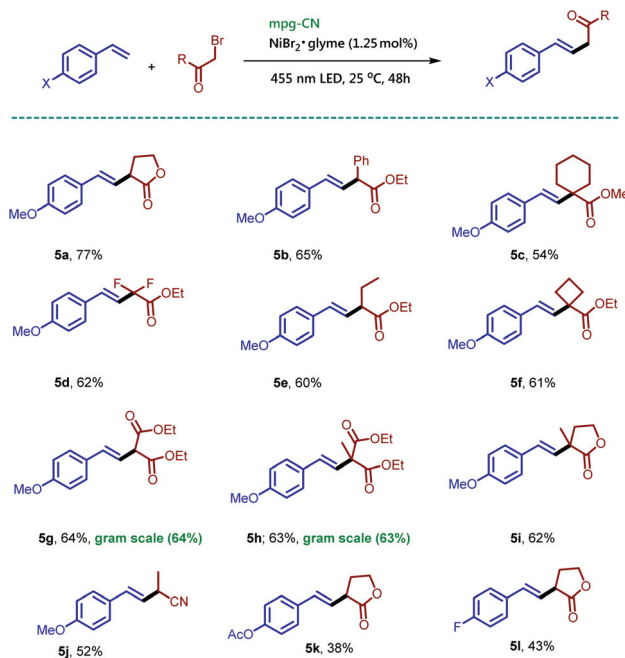 mpg-CN
NiBr2•glyme (1.25 mol%)
455 nm LED, 25 °C, 48h
X
+
R
O
Br
X
O
R
MeO
O
O
5a, 77%
MeO
Ph
OEt
O
5b, 65%
MeO
OMe
O
5c, 54%
MeO
F F
OEt
O
5d, 62%
MeO
OEt
O
5e, 60%
MeO
OEt
O
5f, 61%
MeO
O
OEt
OEt
O
5g, 64%, gram scale (64%)
MeO
O
OEt
OEt
O
5h; 63%, gram scale (63%)
MeO
O
O
5i, 62%
MeO
CN
5j, 52%
AcO
O
O
5k, 38%
F
O
O
5l, 43%